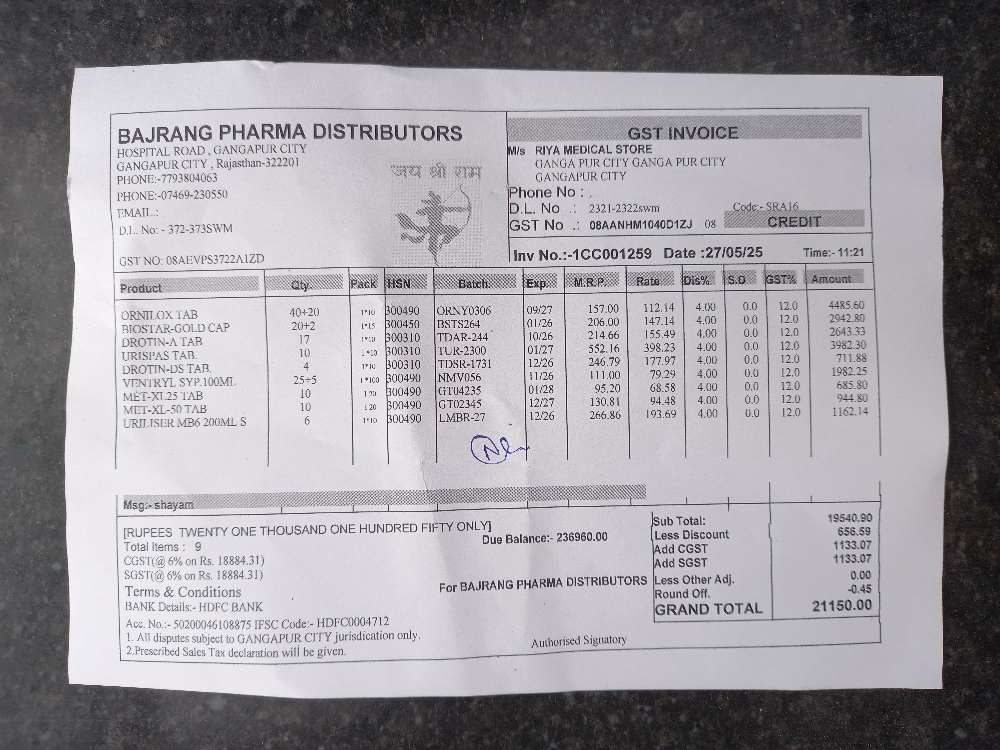 BAJRANG PHARMA DISTRIBUTORS
HOSPITAL ROAD, GANGAPUR CITY
GANGAPUR CITY , Rajasthan-322201
PHONE:-7793804063
PHONE:-07469-230550
EMAIL.:
D.L. No: - 372-373SWM
GST NO: 08AEVPS3722A1ZD
जय श्री राम
GST INVOICE
M/s RIYA MEDICAL STORE
GANGA PUR CITY GANGA PUR CITY
GANGAPUR CITY
Phone No : .
D.L. No .: 2321-2322swm Code:- SRA16
GST No .: 08AANHM1040D1ZJ 08 CREDIT
Inv No.:-1CC001259 Date :27/05/25 Time:- 11:21
Product Qty. Pack HSN Batch. Exp. M.R.P. Rate Dis% S.D GST% Amount
ORNILOX TAB 40+20 1*10 300490 ORNY0306 09/27 157.00 112.14 4.00 0.0 12.0 4485.60
BIOSTAR-GOLD CAP 20+2 1*15 300450 BSTS264 01/26 206.00 147.14 4.00 0.0 12.0 2942.80
DROTIN-A TAB 17 1*10 300310 TDAR-244 10/26 214.66 155.49 4.00 0.0 12.0 2643.33
URISPAS TAB. 10 1*10 300310 TUR-2300 01/27 552.16 398.23 4.00 0.0 12.0 3982.30
DROTIN-DS TAB. 4 1*10 300310 TDSR-1731 12/26 246.79 177.97 4.00 0.0 12.0 711.88
VENTRYL SYP.100ML 25+5 1*100 300490 NMV056 11/26 111.00 79.29 4.00 0.0 12.0 1982.25
MET-XL25 TAB 10 1 20 300490 GT04235 01/28 95.20 68.58 4.00 0.0 12.0 685.80
MET-XL-50 TAB 10 1 20 300490 GT02345 12/27 130.81 94.48 4.00 0.0 12.0 944.80
URILISER MB6 200ML S 6 1*10 300490 LMBR-27 12/26 266.86 193.69 4.00 0.0 12.0 1162.14
Msg:- shayam
[RUPEES TWENTY ONE THOUSAND ONE HUNDRED FIFTY ONLY]
Total Items : 9 Due Balance:- 236960.00
CGST(@ 6% on Rs. 18884.31)
SGST(@ 6% on Rs. 18884.31)
Terms & Conditions
For BAJRANG PHARMA DISTRIBUTORS
BANK Details:- HDFC BANK
Acc. No.:- 50200046108875 IFSC Code:- HDFC0004712
1. All disputes subject to GANGAPUR CITY jurisdication only.
2.Prescribed Sales Tax declaration will be given.
Authorised Signatory
Sub Total: 19540.90
Less Discount 656.59
Add CGST 1133.07
Add SGST 1133.07
Less Other Adj. 0.00
Round Off. -0.45
GRAND TOTAL 21150.00